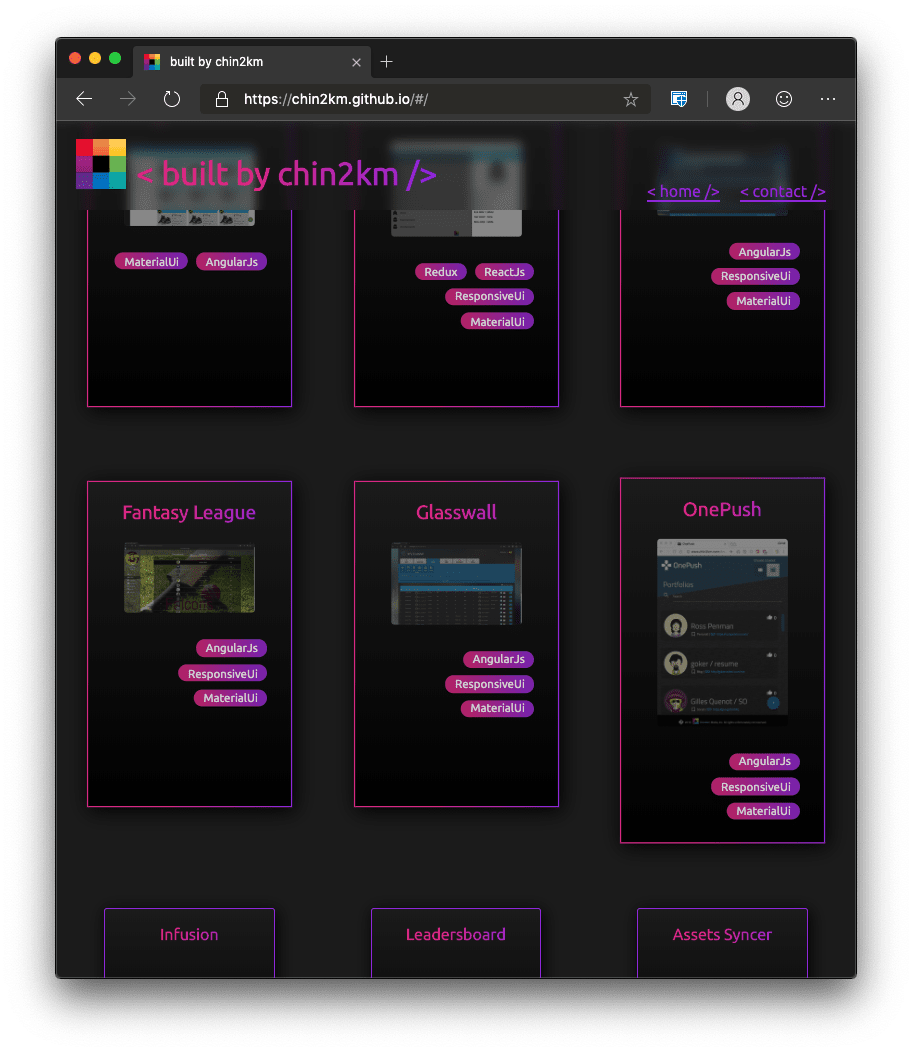 built by chin2km
https://chin2km.github.io/#/
< built by chin2km />
< home /> < contact />
MaterialUi AngularJs
Redux ReactJs
ResponsiveUi
MaterialUi
AngularJs
ResponsiveUi
MaterialUi
Fantasy League
AngularJs
ResponsiveUi
MaterialUi
Glasswall
AngularJs
ResponsiveUi
MaterialUi
OnePush
OnePush
Portfolios
Ross Penman
goker / resume
Gilles Quenot / SO
AngularJs
ResponsiveUi
MaterialUi
Infusion
Leadersboard
Assets Syncer